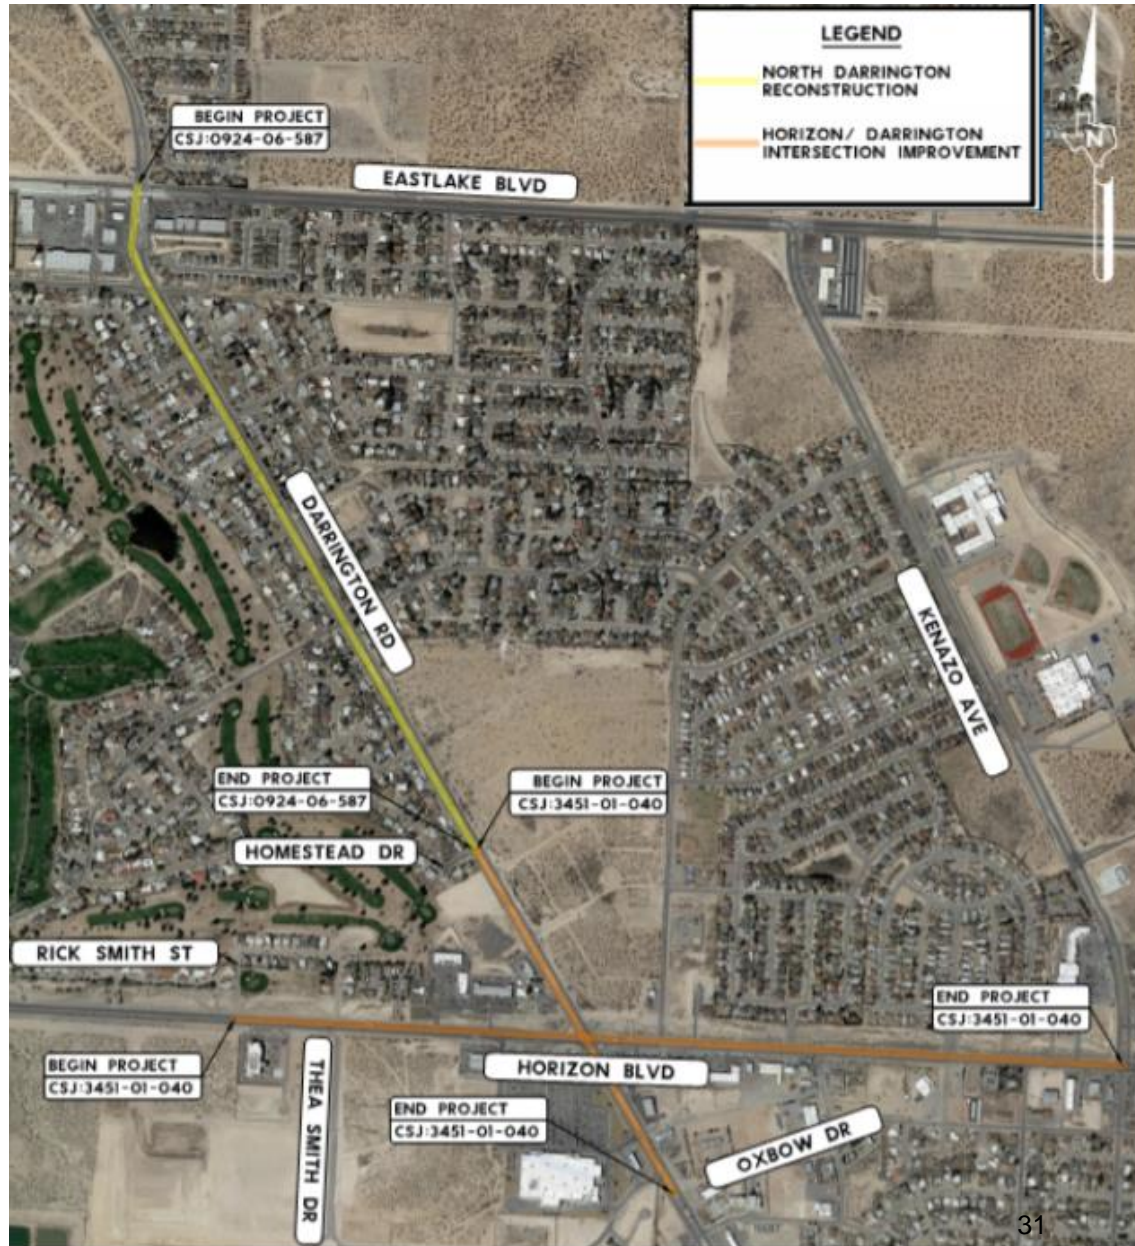 LEGEND
NORTH DARRINGTON
RECONSTRUCTION
HORIZON/ DARRINGTON
INTERSECTION IMPROVEMENT
N
BEGIN PROJECT
CSJ:0924-06-587
EASTLAKE BLVD
DARRINGTON RD
KENAZO AVE
END PROJECT
CSJ:0924-06-587
BEGIN PROJECT
CSJ:3451-01-040
HOMESTEAD DR
RICK SMITH ST
END PROJECT
CSJ:3451-01-040
BEGIN PROJECT
CSJ:3451-01-040
THEA SMITH DR
HORIZON BLVD
END PROJECT
CSJ:3451-01-040
OXBOW DR
31